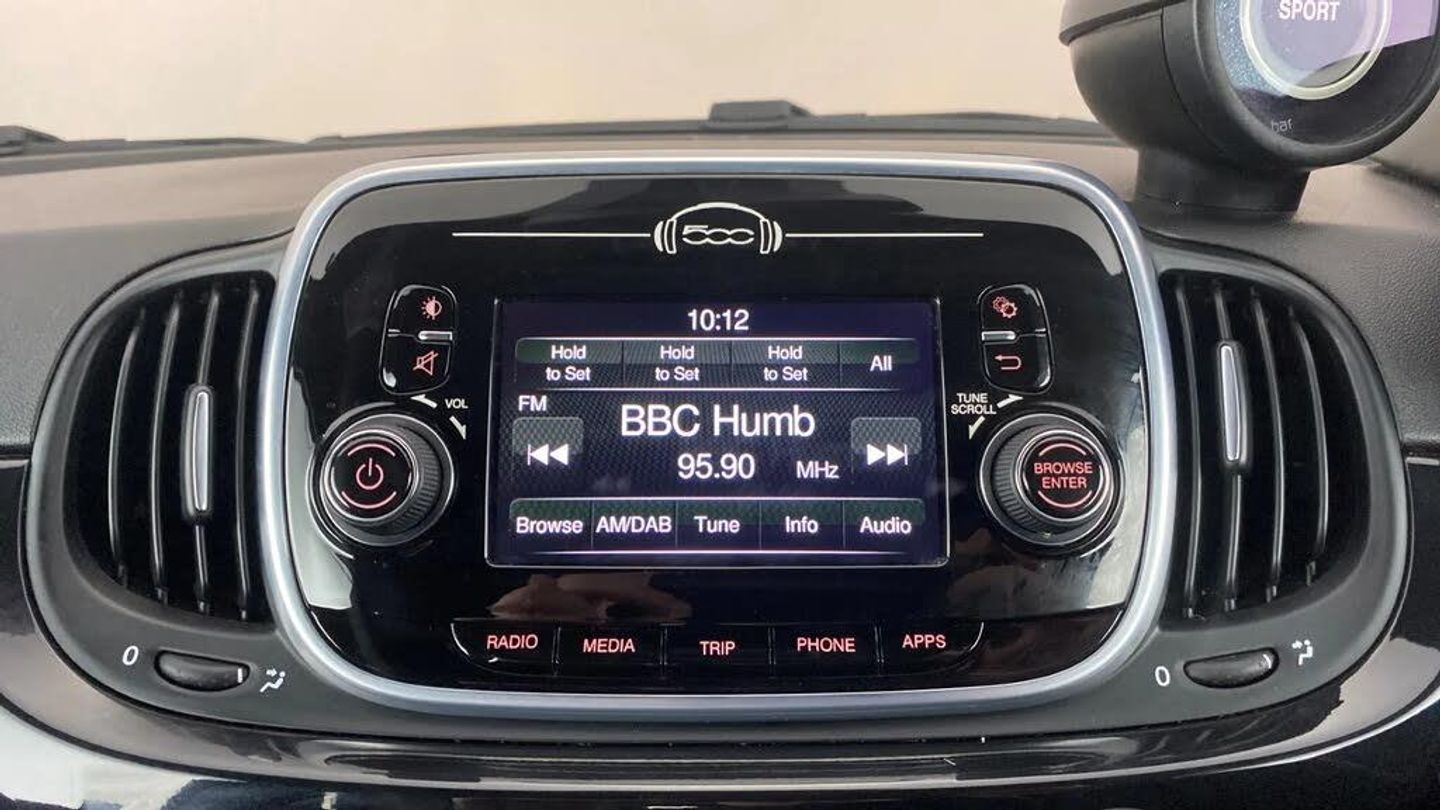 SPORT
bar
500
10:12
Hold to Set
Hold to Set
Hold to Set
All
VOL
TUNE
SCROLL
FM
BBC Humb
95.90 MHz
BROWSE
ENTER
Browse AM/DAB Tune Info Audio
RADIO MEDIA TRIP PHONE APPS
0
0